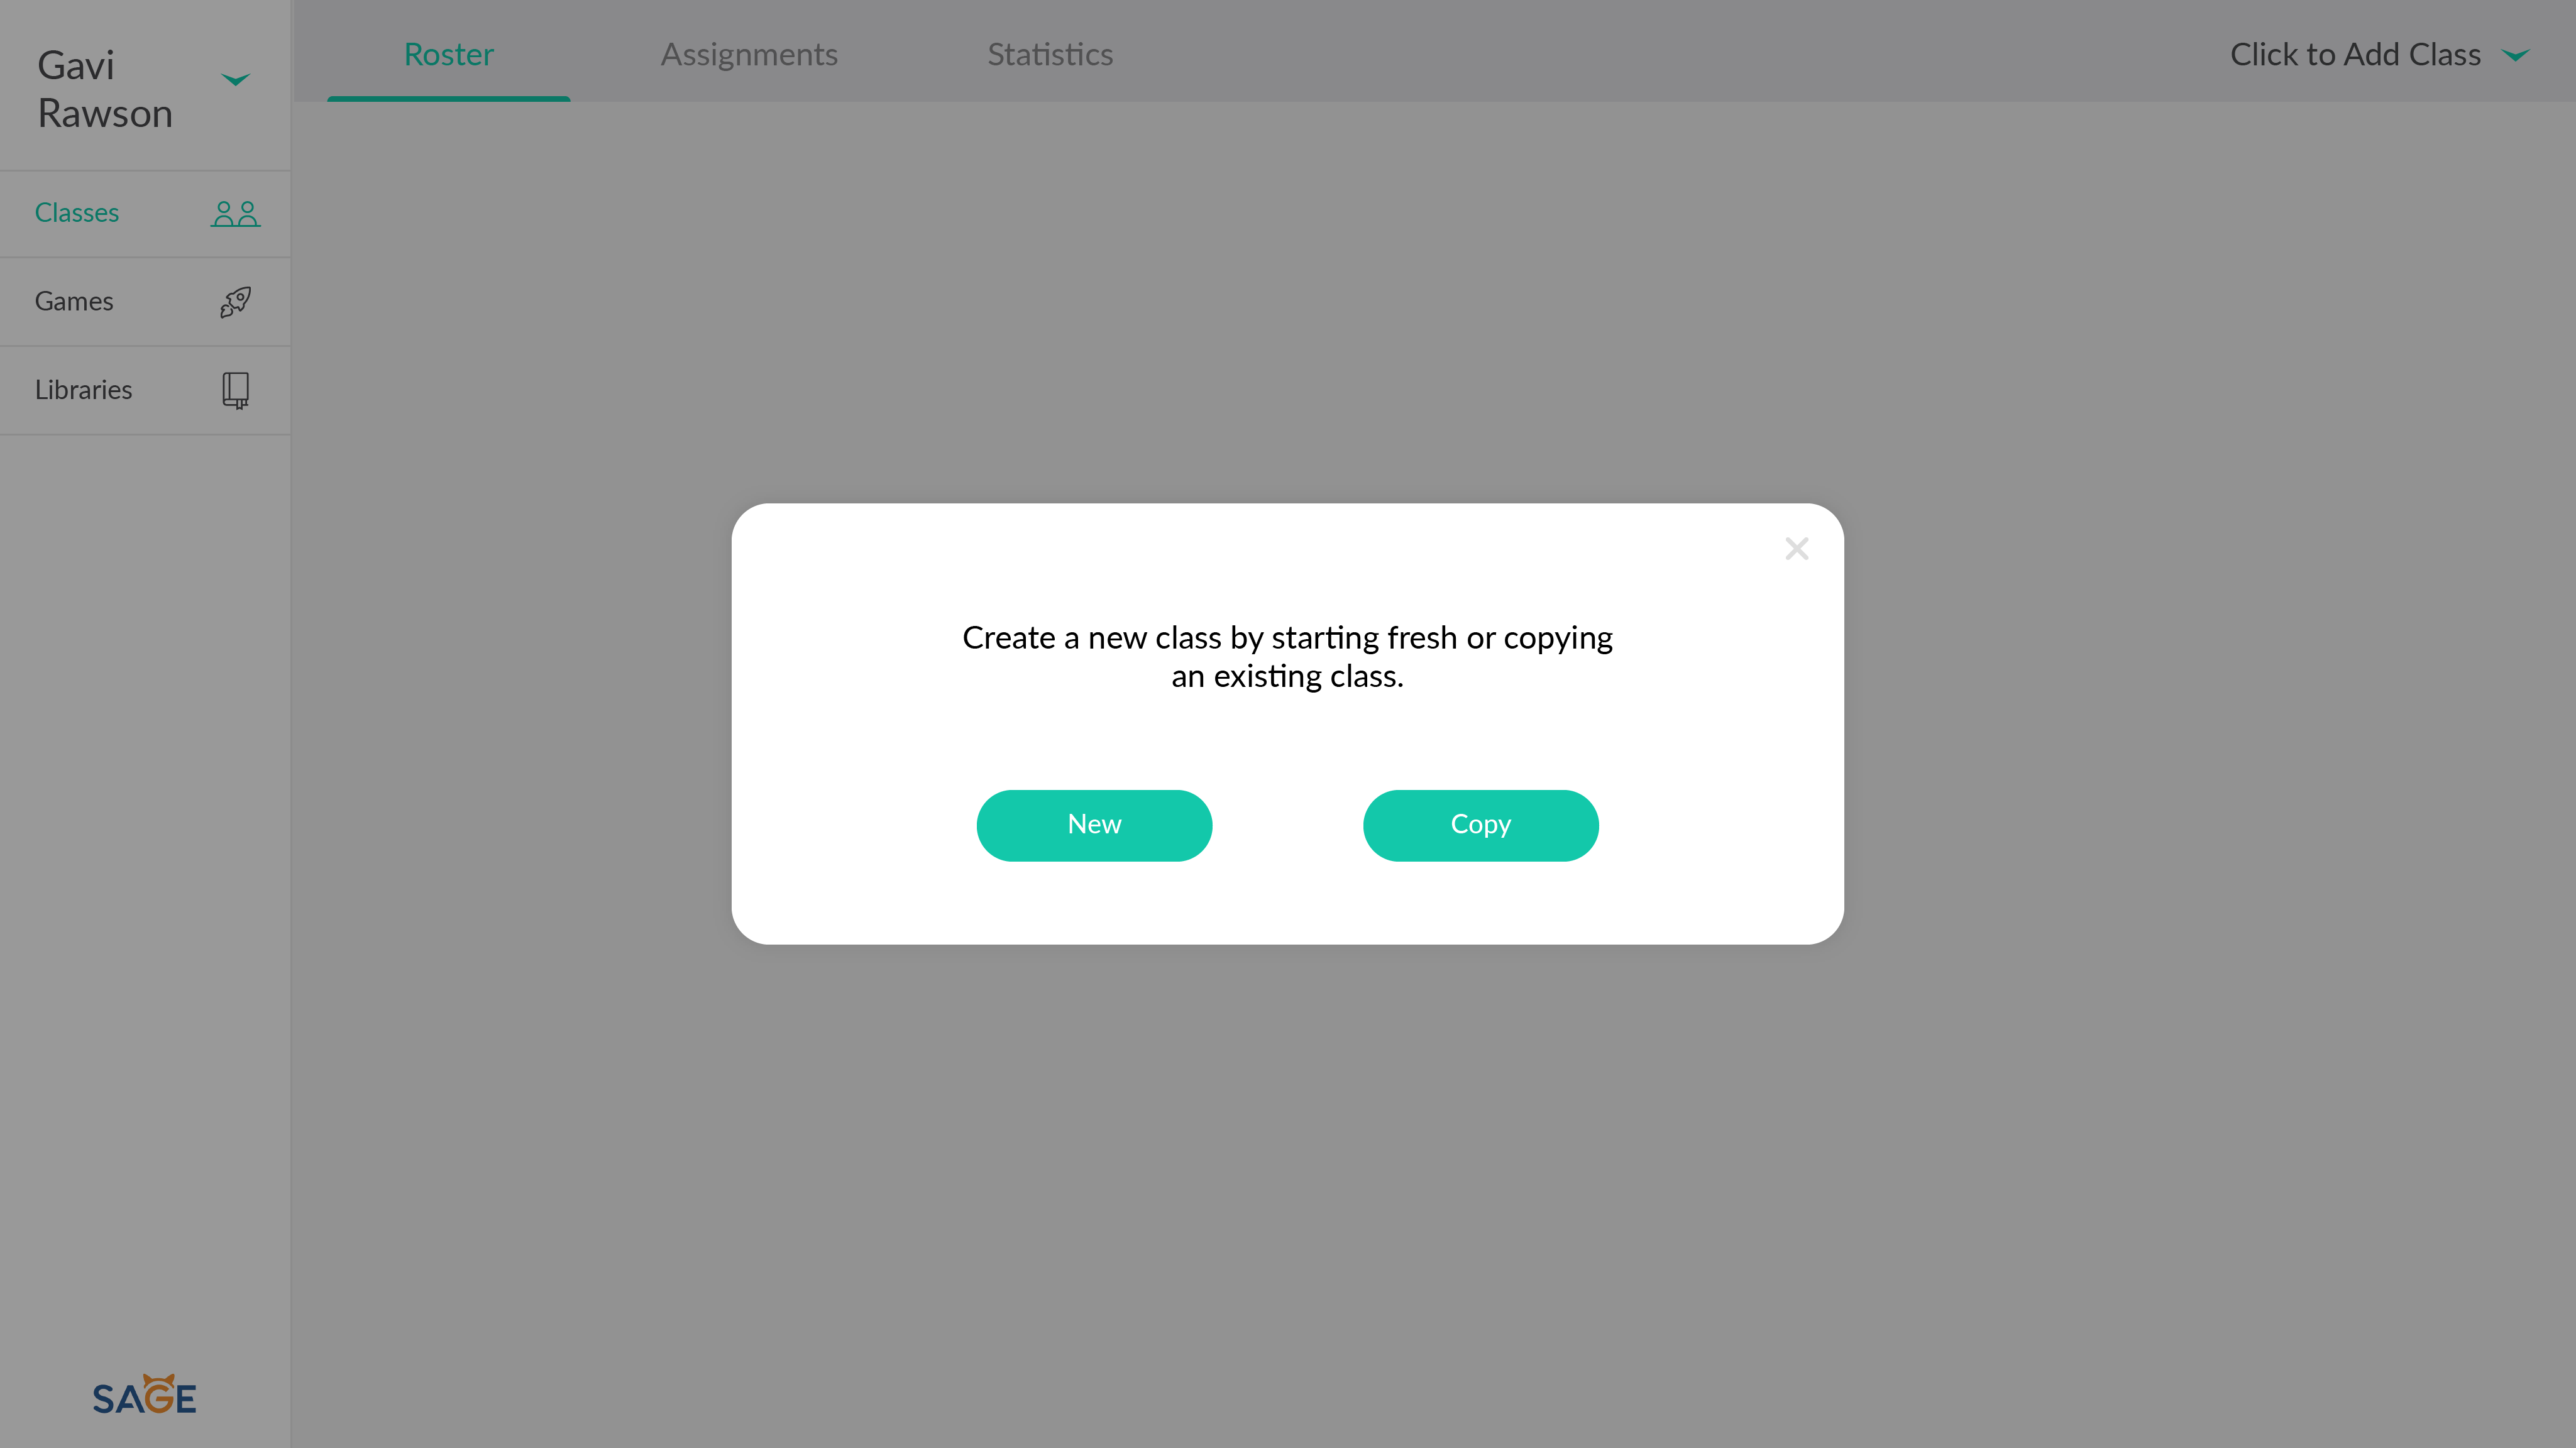 Gavi
Rawson
Roster
Assignments
Statistics
Click to Add Class
Classes
Games
Libraries
Create a new class by starting fresh or copying
an existing class.
New
Copy
SAGE